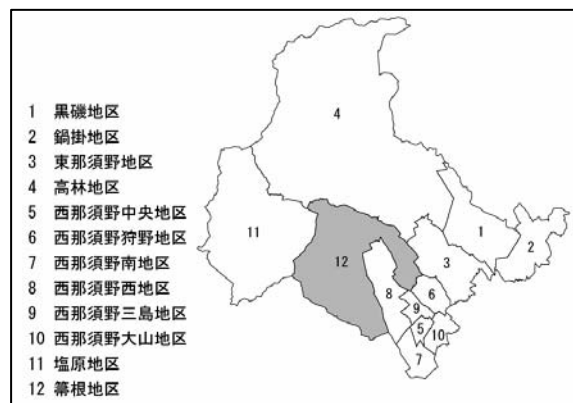 1 黒磯地区
2 鍋掛地区
3 東那須野地区
4 高林地区
5 西那須野中央地区
6 西那須野狩野地区
7 西那須野南地区
8 西那須野西地区
9 西那須野三島地区
10 西那須野大山地区
11 塩原地区
12 箒根地区
4
11
12
1
2
3
8
6
9
5
10
7